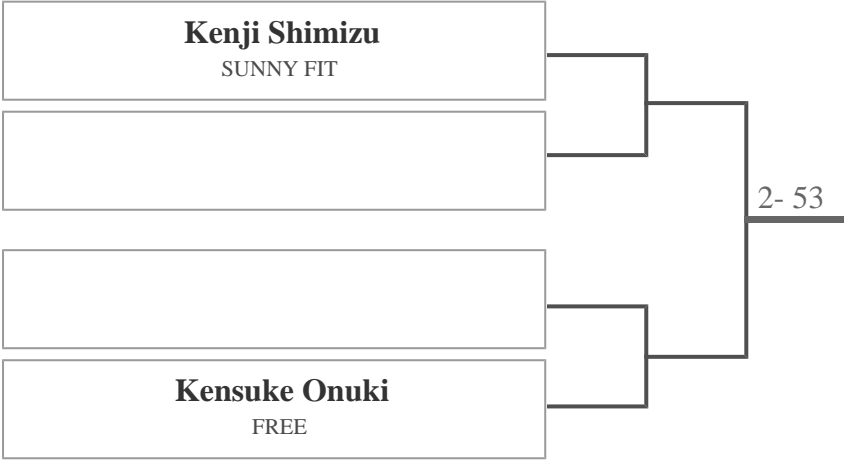 Kenji Shimizu
SUNNY FIT
2- 53
Kensuke Onuki
FREE